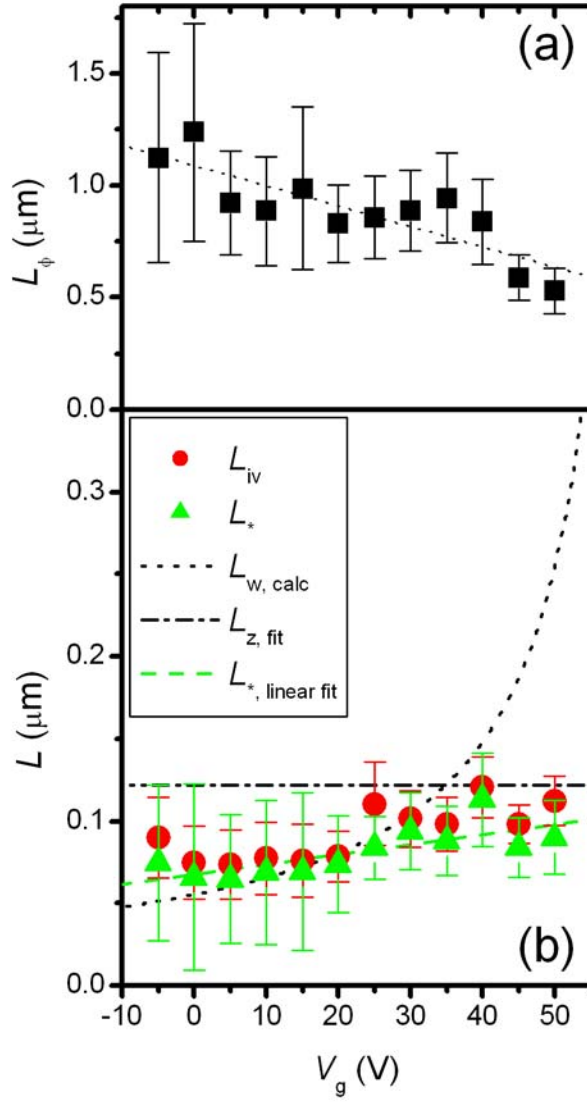 (a)
1.5
1.0
0.5
0.0
Lϕ (μm)
L_iv
L_*
L_w, calc
L_z, fit
L_*, linear fit
0.3
0.2
0.1
0.0
L (μm)
(b)
-10 0 10 20 30 40 50
V_g (V)